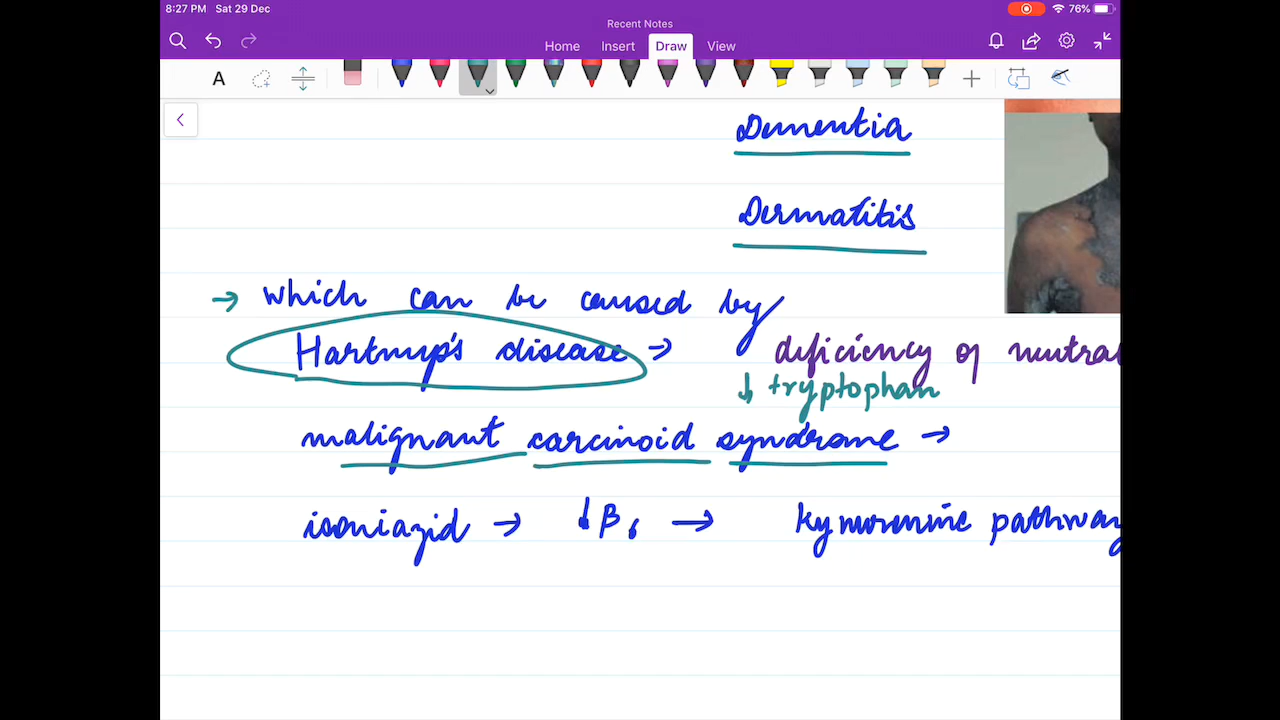 8:27 PM Sat 29 Dec 76%
Recent Notes
Home Insert Draw View
A
Dementia
Dermatitis
→ which can be caused by
Hartnup's disease → deficiency of neutral
↓ tryptophan
malignant carcinoid syndrome →
isoniazid → ↓ B6 → kynurenine pathway